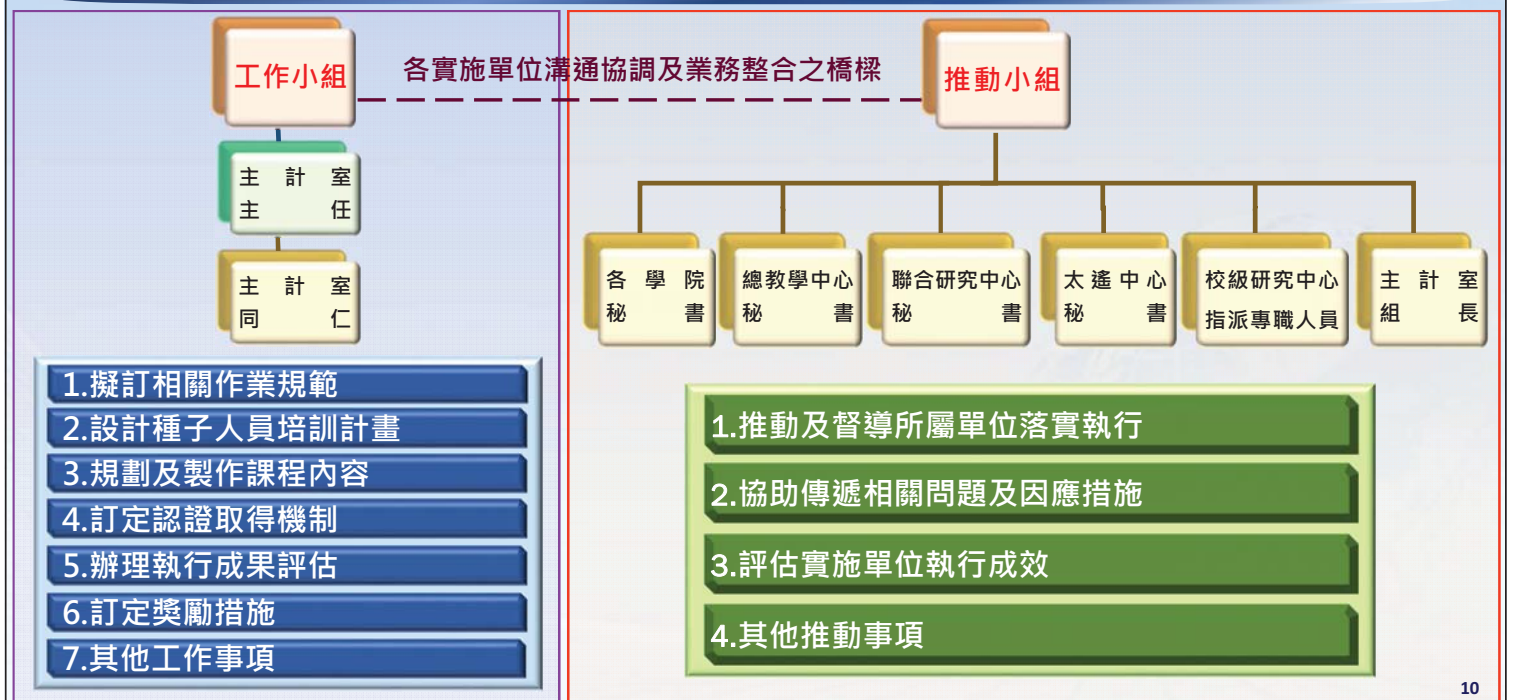 工作小組
各實施單位溝通協調及業務整合之橋樑
推動小組
主計室
主任
主計室
同仁
各學院
秘書
總教學中心
秘書
聯合研究中心
秘書
太遙中心
秘書
校級研究中心
指派專職人員
主計室
組長
1.擬訂相關作業規範
2.設計種子人員培訓計畫
3.規劃及製作課程內容
4.訂定認證取得機制
5.辦理執行成果評估
6.訂定獎勵措施
7.其他工作事項
1.推動及督導所屬單位落實執行
2.協助傳遞相關問題及因應措施
3.評估實施單位執行成效
4.其他推動事項
10